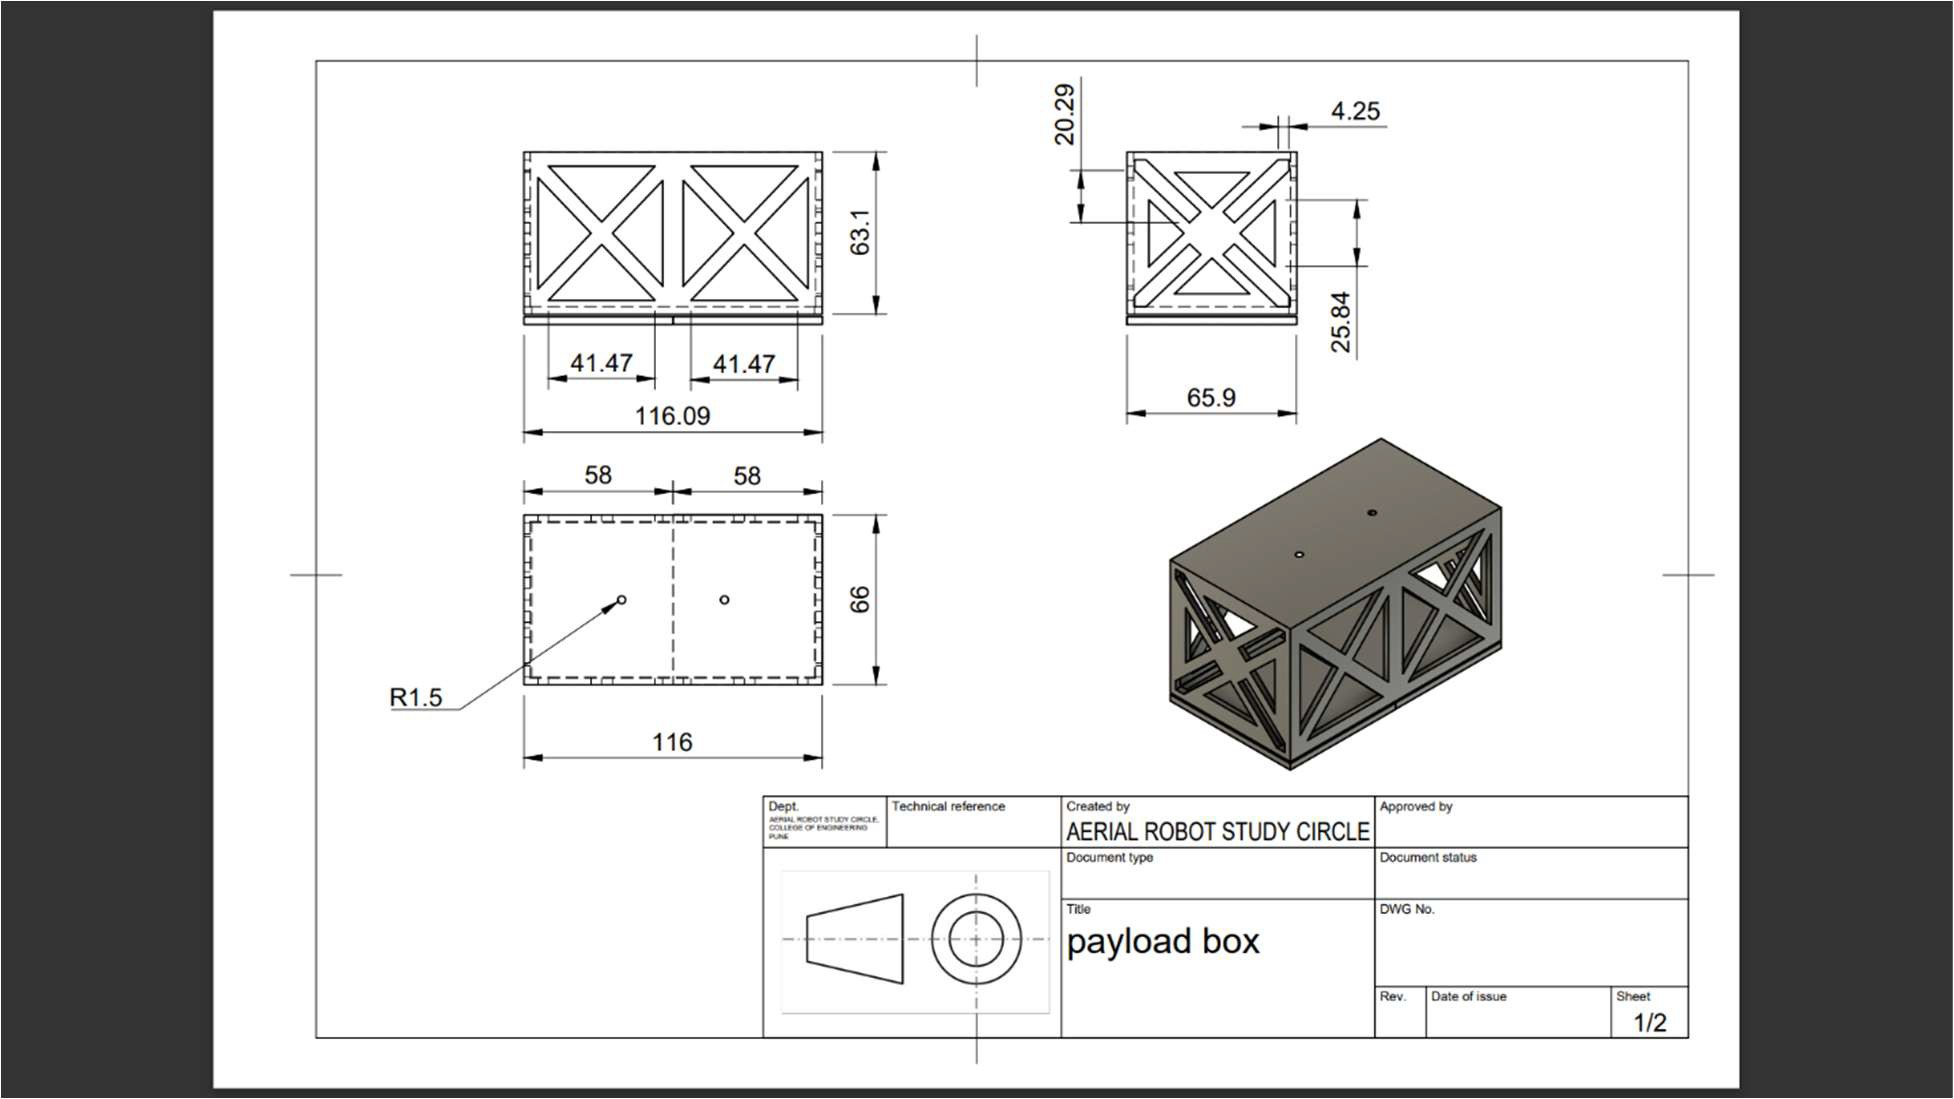 20.29
4.25
63.1
25.84
41.47
41.47
116.09
65.9
58
58
66
R1.5
116
Dept.
AERIAL ROBOT STUDY CIRCLE,
COLLEGE OF ENGINEERING
PUNE
Technical reference
Created by
AERIAL ROBOT STUDY CIRCLE
Approved by
Document type
Document status
Title
payload box
DWG No.
Rev.
Date of issue
Sheet
1/2